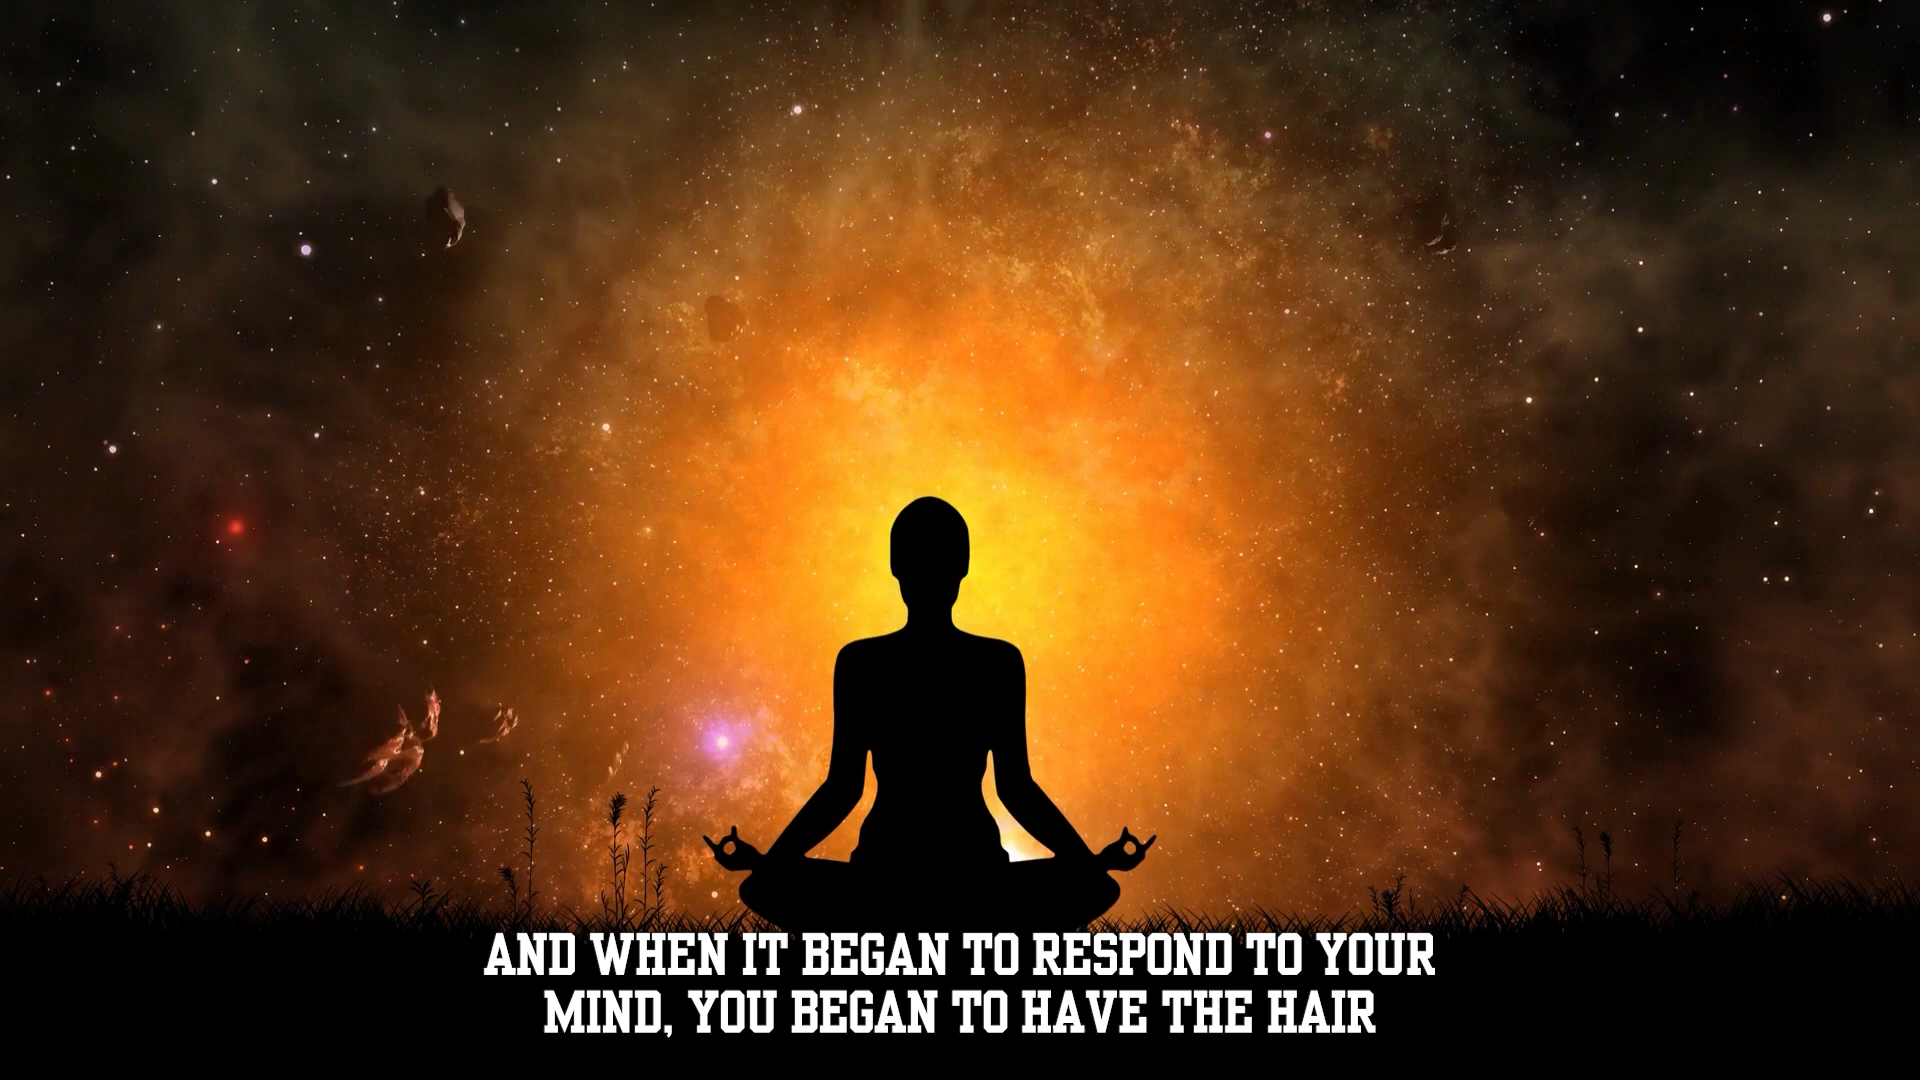 AND WHEN IT BEGAN TO RESPOND TO YOUR
MIND, YOU BEGAN TO HAVE THE HAIR